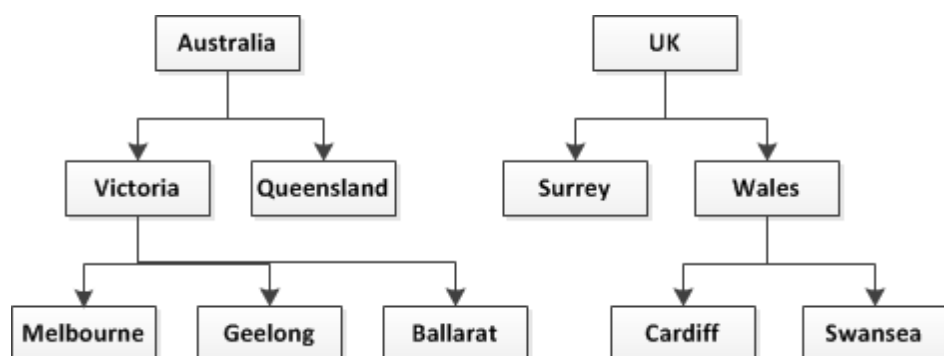 Australia
UK
Victoria
Queensland
Surrey
Wales
Melbourne
Geelong
Ballarat
Cardiff
Swansea